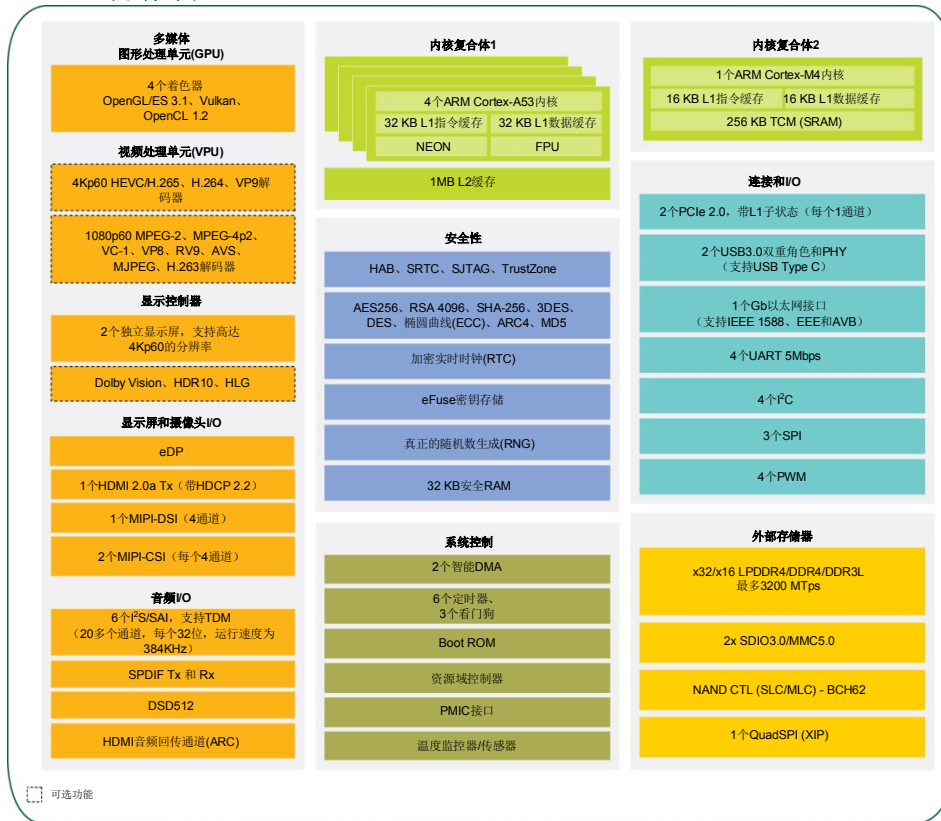 多媒体
图形处理单元(GPU)
4个着色器
OpenGL/ES 3.1、Vulkan、
OpenCL 1.2
视频处理单元(VPU)
4Kp60 HEVC/H.265、H.264、VP9解
码器
1080p60 MPEG-2、MPEG-4p2、
VC-1、VP8、RV9、AVS、
MJPEG、H.263解码器
显示控制器
2个独立显示屏，支持高达
4Kp60的分辨率
Dolby Vision、HDR10、HLG
显示屏和摄像头I/O
eDP
1个HDMI 2.0a Tx（带HDCP 2.2）
1个MIPI-DSI（4通道）
2个MIPI-CSI（每个4通道）
音频I/O
6个I²S/SAI，支持TDM
（20多个通道，每个32位，运行速度为
384KHz）
SPDIF Tx 和 Rx
DSD512
HDMI音频回传通道(ARC)
内核复合体1
4个ARM Cortex-A53内核
32 KB L1指令缓存 32 KB L1数据缓存
NEON FPU
1MB L2缓存
安全性
HAB、SRTC、SJTAG、TrustZone
AES256、RSA 4096、SHA-256、3DES、
DES、椭圆曲线(ECC)、ARC4、MD5
加密实时时钟(RTC)
eFuse密钥存储
真正的随机数生成(RNG)
32 KB安全RAM
系统控制
2个智能DMA
6个定时器、
3个看门狗
Boot ROM
资源域控制器
PMIC接口
温度监控器/传感器
内核复合体2
1个ARM Cortex-M4内核
16 KB L1指令缓存 16 KB L1数据缓存
256 KB TCM (SRAM)
连接和I/O
2个PCIe 2.0，带L1子状态（每个1通道）
2个USB3.0双重角色和PHY
（支持USB Type C）
1个Gb以太网接口
（支持IEEE 1588、EEE和AVB）
4个UART 5Mbps
4个I²C
3个SPI
4个PWM
外部存储器
x32/x16 LPDDR4/DDR4/DDR3L
最多3200 MTps
2x SDIO3.0/MMC5.0
NAND CTL (SLC/MLC) - BCH62
1个QuadSPI (XIP)
可选功能